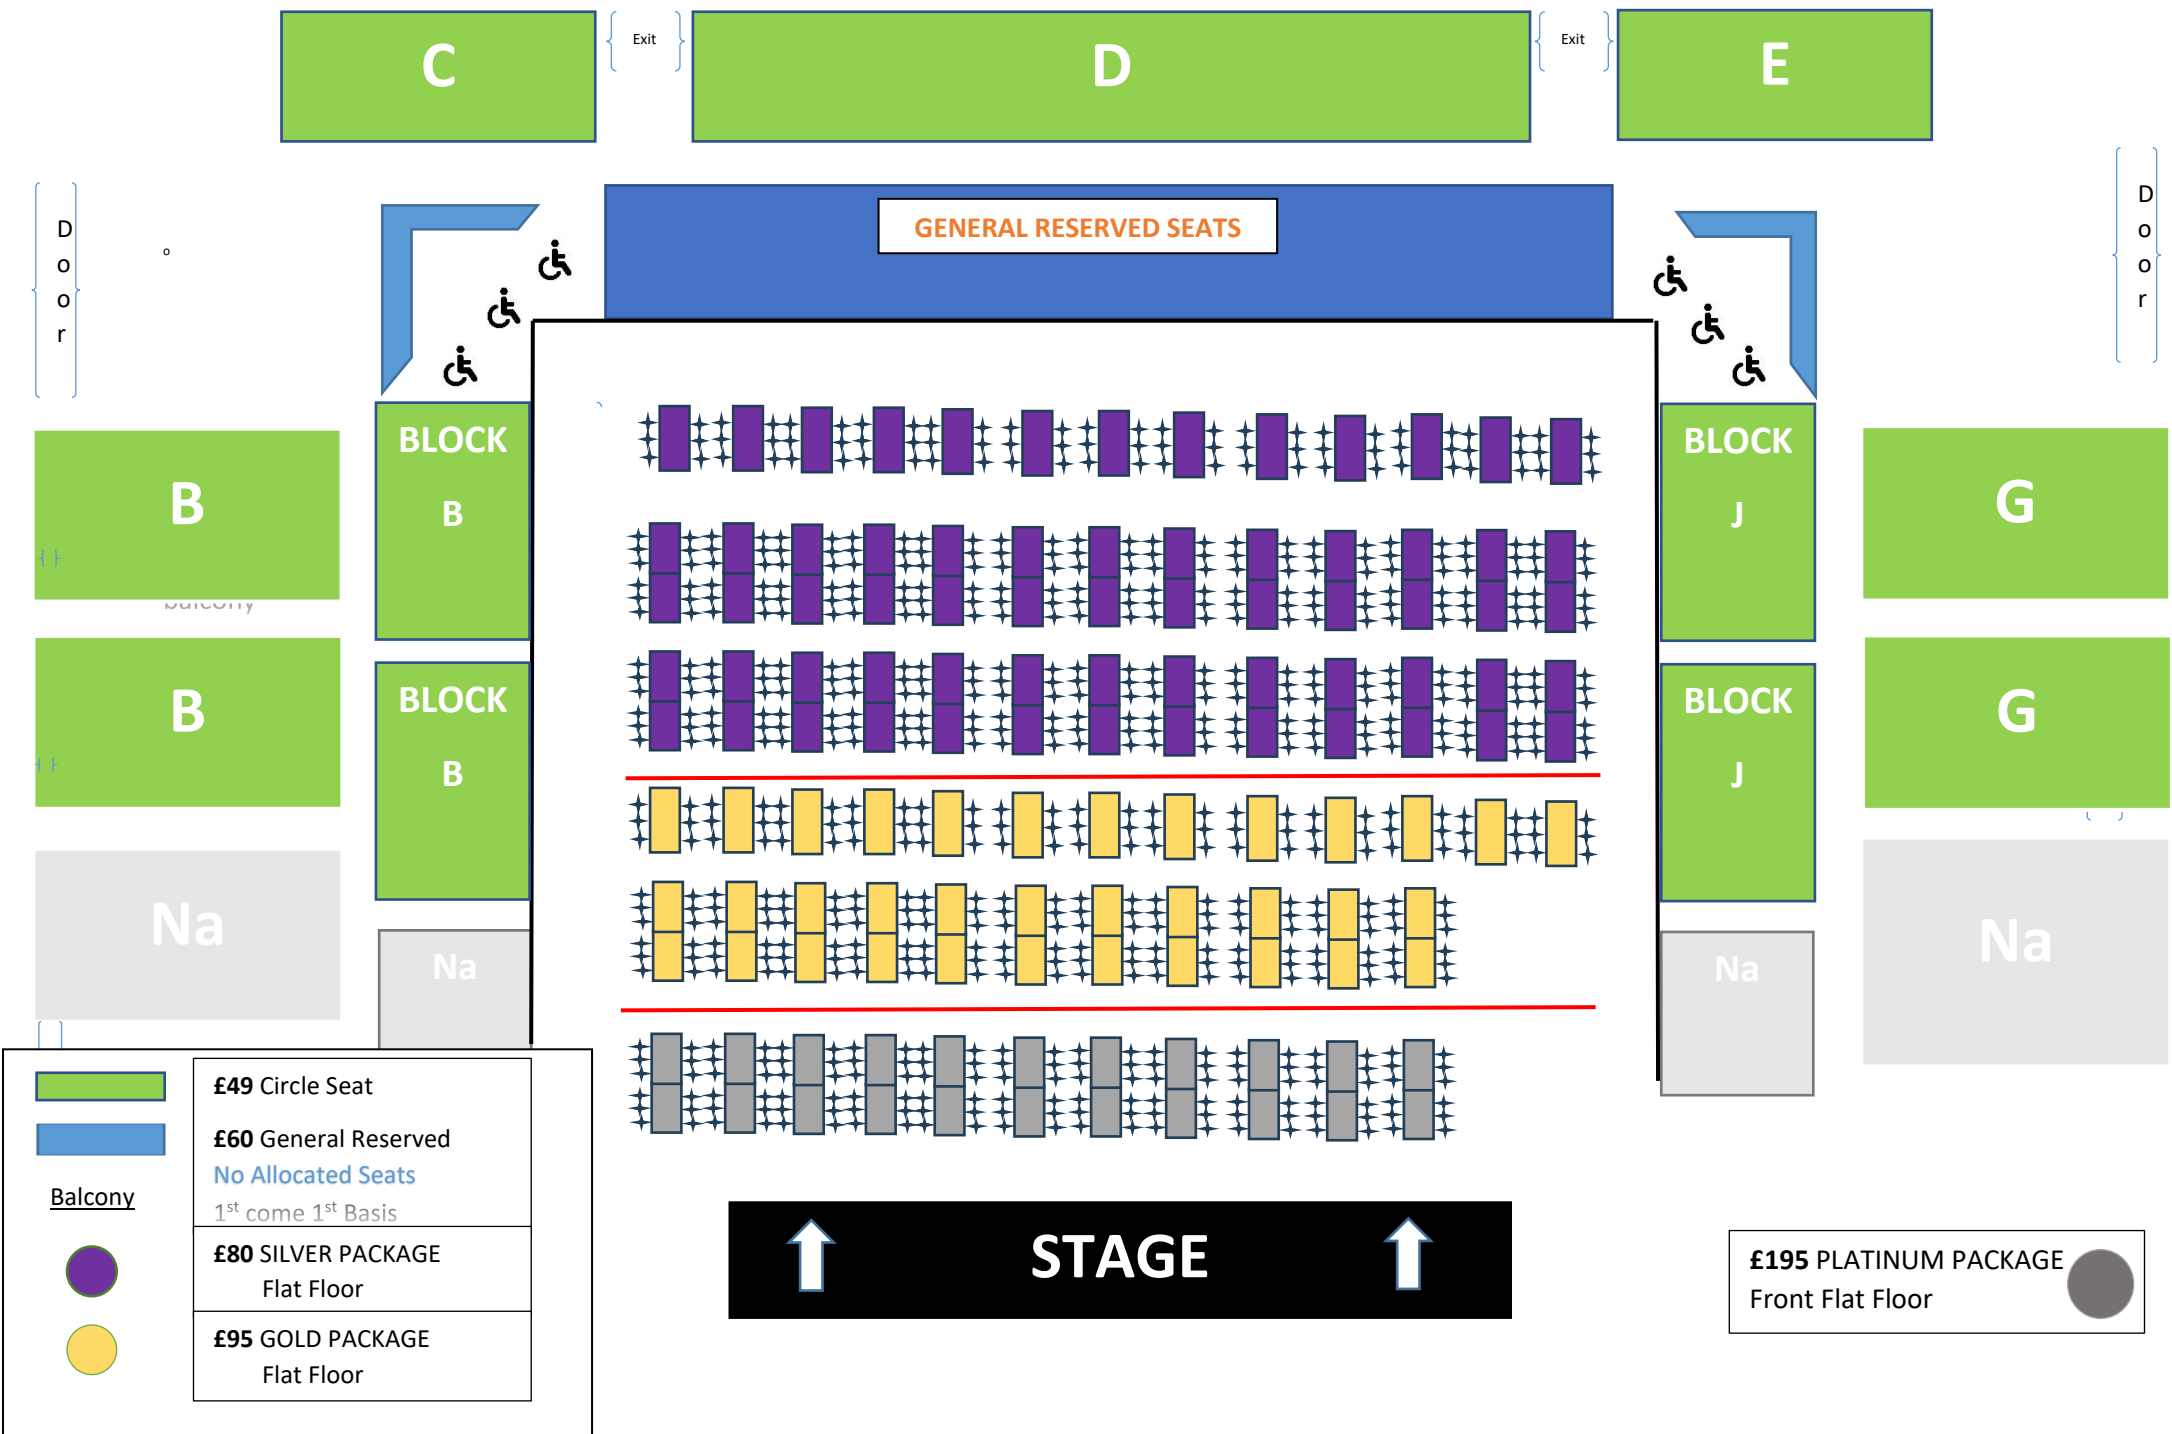 C
Exit
D
Exit
E
D
o
o
r
o
GENERAL RESERVED SEATS
D
o
o
r
BLOCK
B
BLOCK
J
B
G
balcony
B
BLOCK
B
BLOCK
J
G
Na
Na
Na
Na
£49 Circle Seat
£60 General Reserved
No Allocated Seats
1st come 1st Basis
Balcony
£80 SILVER PACKAGE
Flat Floor
£95 GOLD PACKAGE
Flat Floor
STAGE
£195 PLATINUM PACKAGE
Front Flat Floor